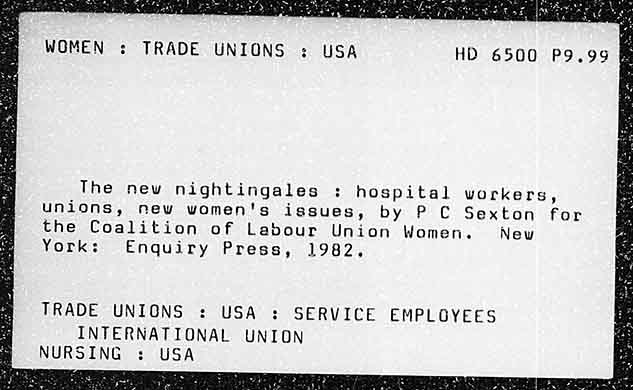 WOMEN : TRADE UNIONS : USA HD 6500 P9.99
The new nightingales : hospital workers,
unions, new women's issues, by P C Sexton for
the Coalition of Labour Union Women. New
York: Enquiry Press, 1982.
TRADE UNIONS : USA : SERVICE EMPLOYEES
INTERNATIONAL UNION
NURSING : USA